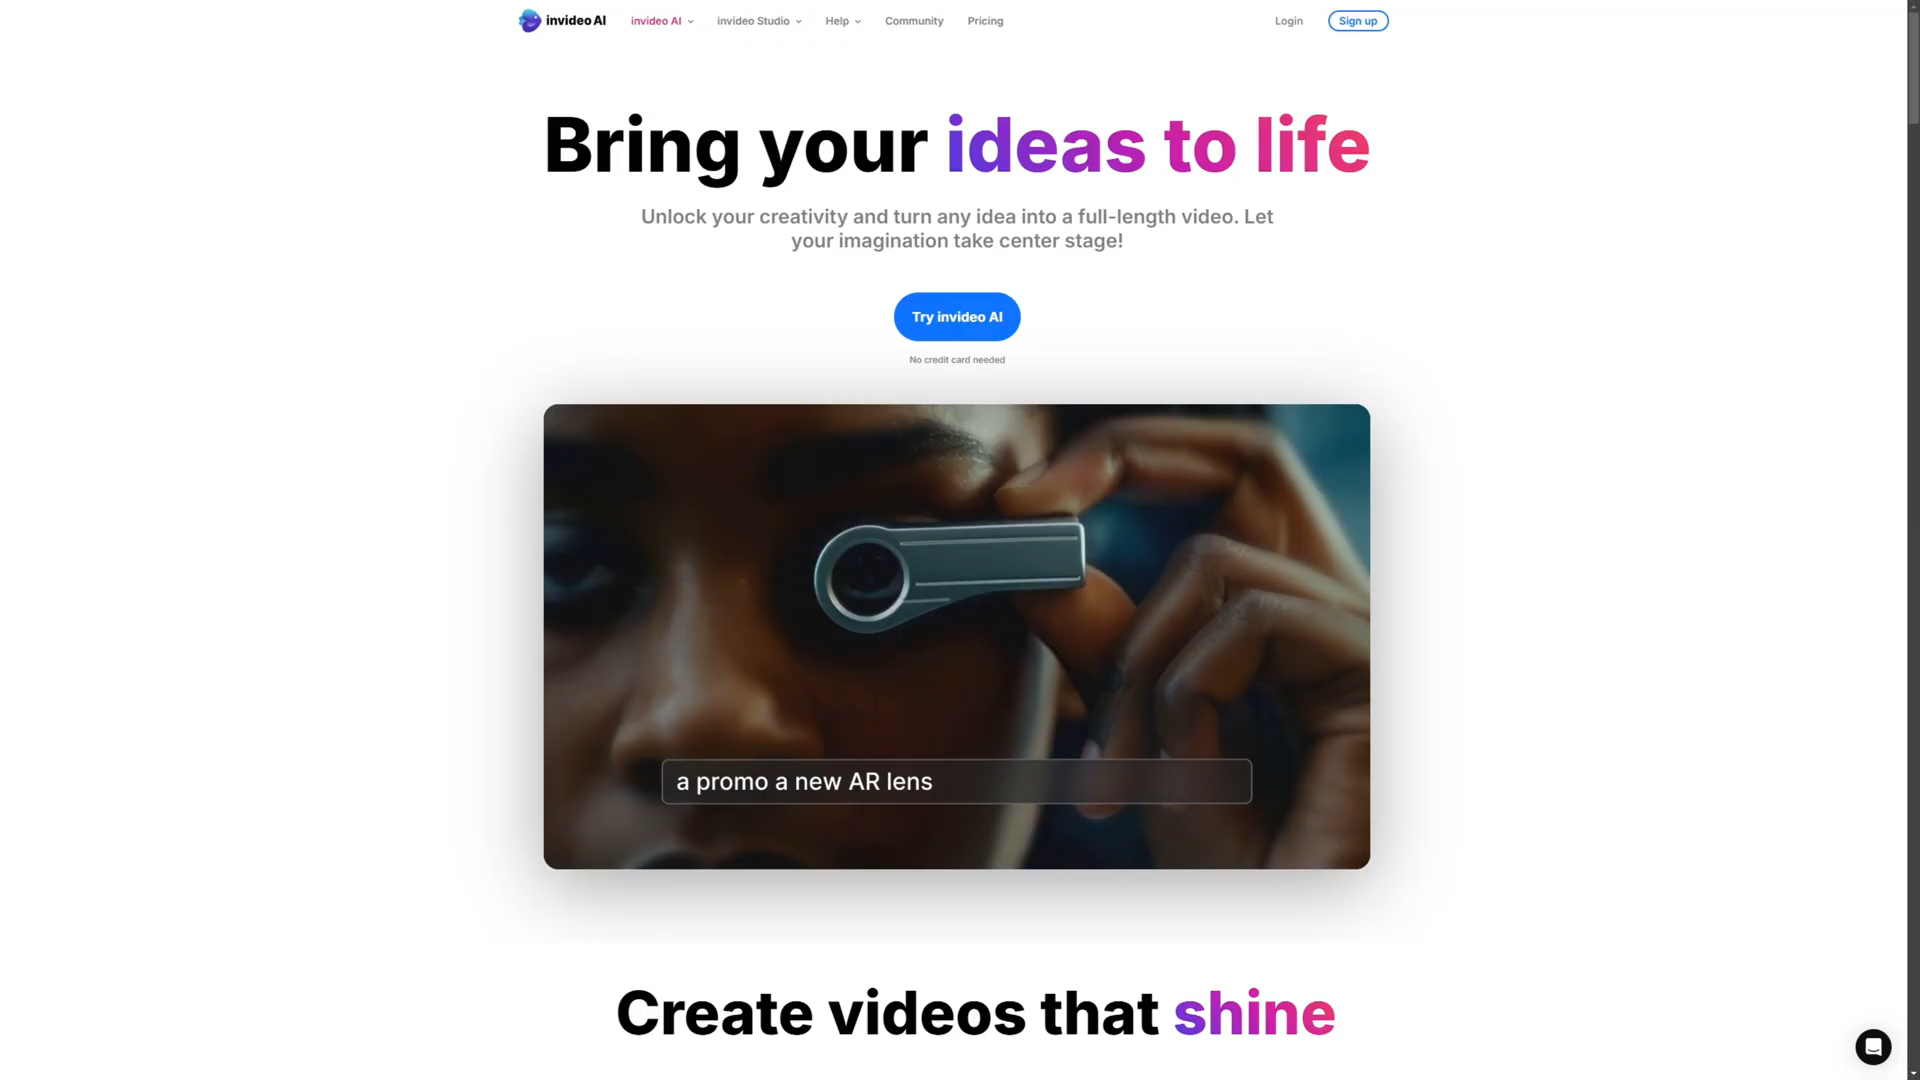 invideo AI
invideo AI
invideo Studio
Help
Community
Pricing
Login
Sign up
Bring your ideas to life
Unlock your creativity and turn any idea into a full-length video. Let
your imagination take center stage!
Try invideo AI
No credit card needed
a promo a new AR lens
Create videos that shine